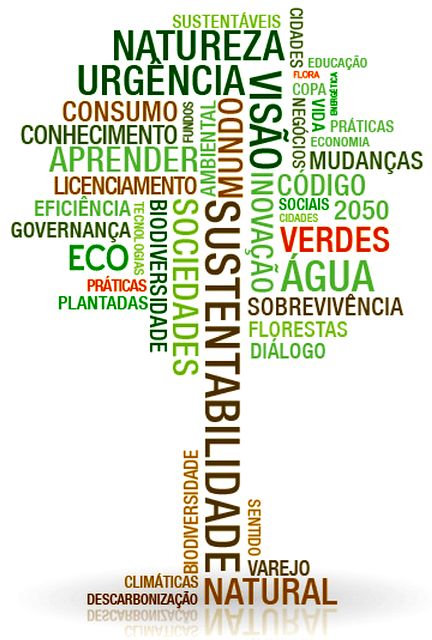 SUSTENTÁVEIS
NATUREZA
URGÊNCIA
CIDADES
EDUCAÇÃO
FLORA
COPA
ENERGÉTICA
VIDA
NEGÓCIOS
VISÃO
CONSUMO
FUNDOS
AMBIENTAL
MUNDO
PRÁTICAS
ECONOMIA
CONHECIMENTO
APRENDER
MUDANÇAS
LICENCIAMENTO
INOVAÇÃO
CÓDIGO
EFICIÊNCIA
TECNOLOGIAS
BIODIVERSIDADE
SOCIEDADES
SUSTENTABILIDADE
SOCIAIS
2050
CIDADES
GOVERNANÇA
VERDES
ECO
ÁGUA
PRÁTICAS
PLANTADAS
SOBREVIVÊNCIA
FLORESTAS
DIÁLOGO
BIODIVERSIDADE
SENTIDO
VAREJO
CLIMÁTICAS
DESCARBONIZAÇÃO
NATURAL